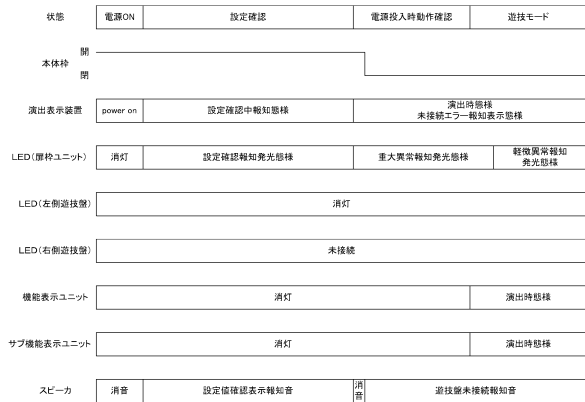 状態 電源ON 設定確認 電源投入時動作確認 遊技モード
開
本体枠
閉
演出表示装置 power on 設定確認中報知態様 演出時態様
未接続エラー報知表示態様
LED(扉枠ユニット) 消灯 設定確認報知発光態様 重大異常報知発光態様 軽微異常報知
発光態様
LED(左側遊技盤) 消灯
LED(右側遊技盤) 未接続
機能表示ユニット 消灯 演出時態様
サブ機能表示ユニット 消灯 演出時態様
スピーカ 消音 設定値確認表示報知音 消音 遊技盤未接続報知音